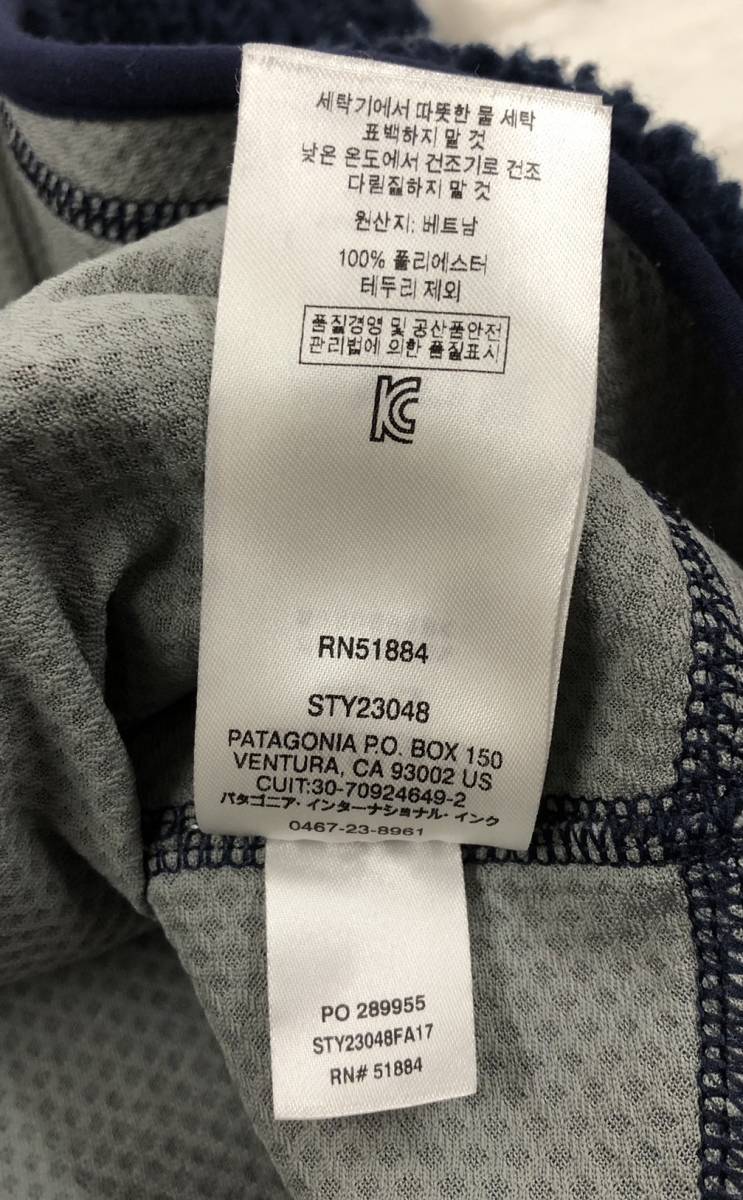 세탁기에서 따뜻한 물 세탁
표백하지 말 것
낮은 온도에서 건조기로 건조
다림질하지 말 것
원산지: 베트남
100% 폴리에스터
테두리 제외
품질경영 및 공산품안전
관리법에 의한 품질표시
RN51884
STY23048
PATAGONIA P.O. BOX 150
VENTURA, CA 93002 US
CUIT:30-70924649-2
パタゴニア・インターナショナル・インク
0467-23-8961
PO 289955
STY23048FA17
RN# 51884